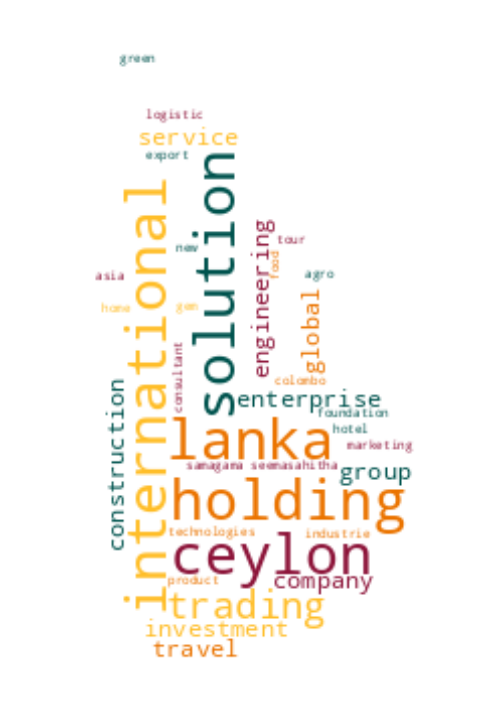 green
logistic
service
export
solution
international
engineering
tour
new
food
asia
agro
home
gem
global
consultant
colombo
construction
enterprise
foundation
lanka
hotel
marketing
samagama seemasahitha
group
holding
technologies
industrie
ceylon
product
company
trading
investment
travel